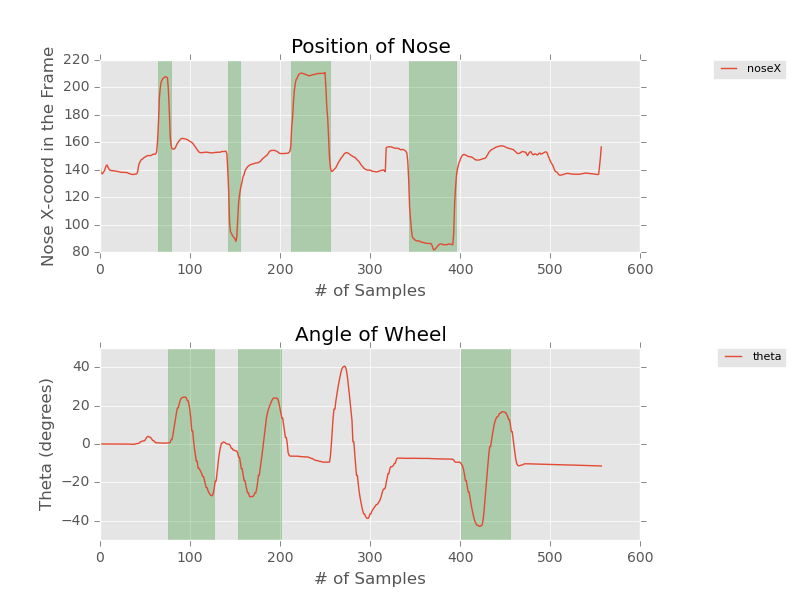 Position of Nose
Nose X-coord in the Frame
220
200
180
160
140
120
100
80
0 100 200 300 400 500 600
# of Samples
noseX
Angle of Wheel
Theta (degrees)
40
20
0
−20
−40
0 100 200 300 400 500 600
# of Samples
theta